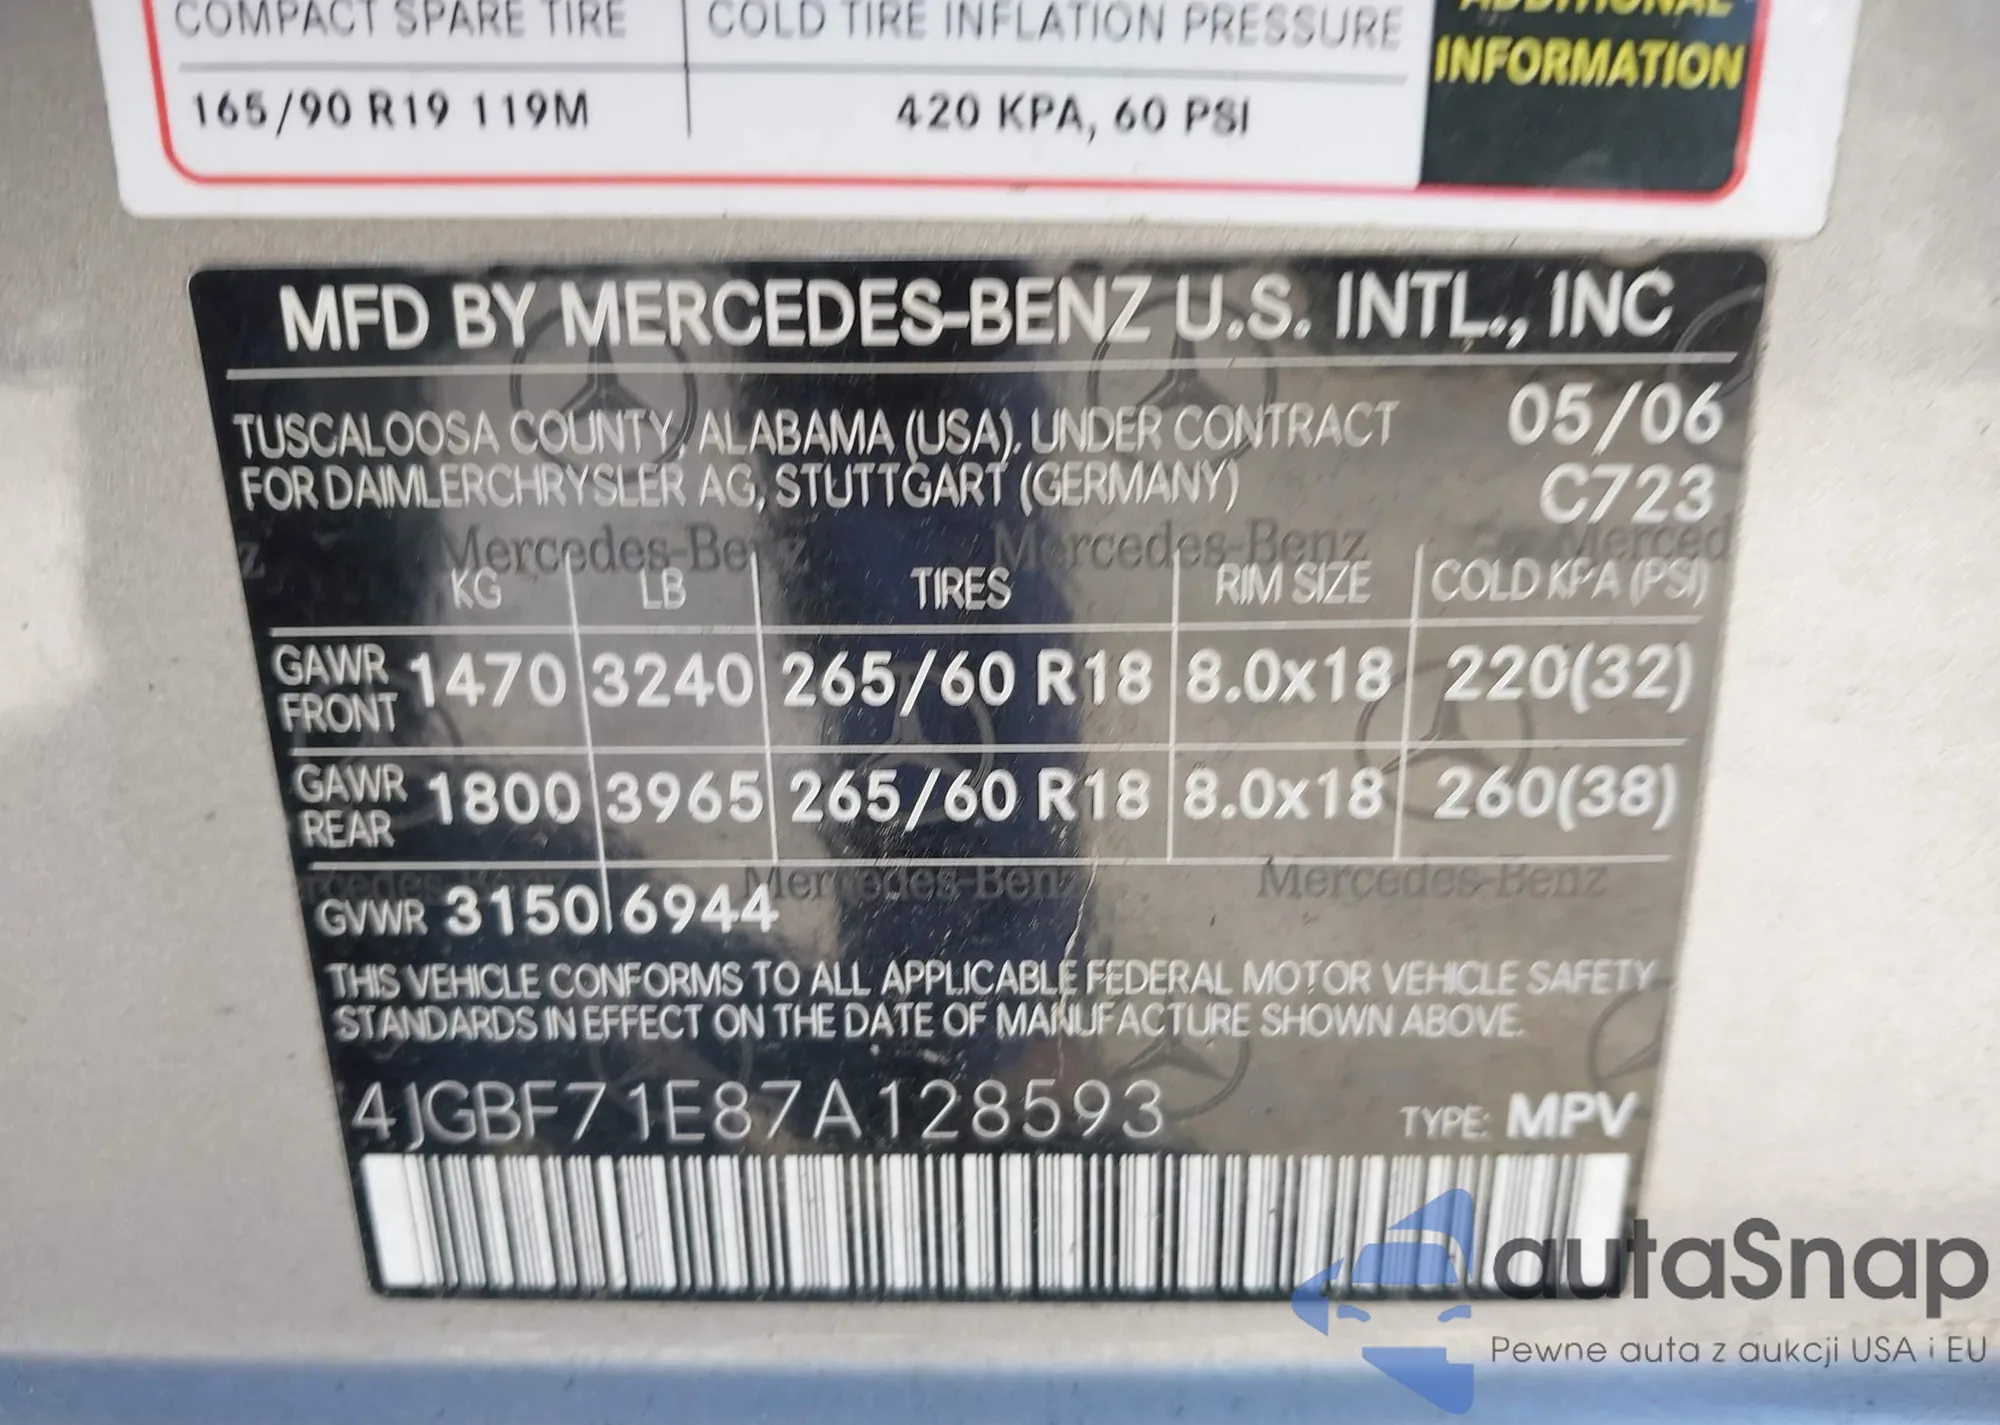 COMPACT SPARE TIRE COLD TIRE INFLATION PRESSURE
165/90 R19 119M 420 KPA, 60 PSI
ADDITIONAL
INFORMATION
MFD BY MERCEDES-BENZ U.S. INTL., INC
TUSCALOOSA COUNTY, ALABAMA (USA), UNDER CONTRACT 05/06
FOR DAIMLERCHRYSLER AG, STUTTGART (GERMANY) C723
Mercedes-Benz Mercedes-Benz Merced
KG LB TIRES RIM SIZE COLD KPA (PSI)
GAWR FRONT 1470 3240 265/60 R18 8.0x18 220(32)
GAWR REAR 1800 3965 265/60 R18 8.0x18 260(38)
Mercedes-Benz Mercedes-Benz
GVWR 3150 6944
THIS VEHICLE CONFORMS TO ALL APPLICABLE FEDERAL MOTOR VEHICLE SAFETY
STANDARDS IN EFFECT ON THE DATE OF MANUFACTURE SHOWN ABOVE.
4JGBF71E87A128593 TYPE: MPV
autaSnap
Pewne auta z aukcji USA i EU